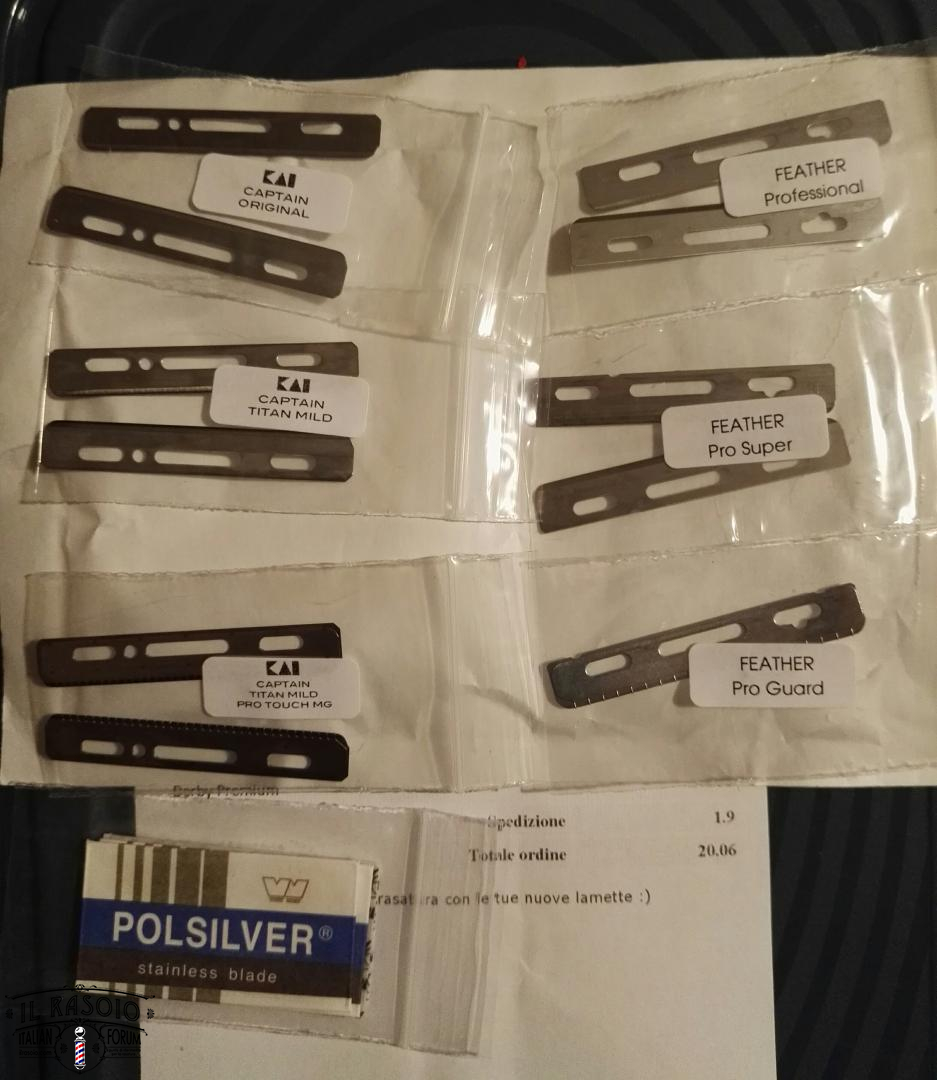 KAI
CAPTAIN
ORIGINAL
FEATHER
Professional
KAI
CAPTAIN
TITAN MILD
FEATHER
Pro Super
KAI
CAPTAIN
TITAN MILD
PRO TOUCH MG
FEATHER
Pro Guard
Derby Premium
Spedizione 1.9
Totale ordine 20.06
rasatura con le tue nuove lamette :)
POLSILVER®
stainless blade
IL RASOIO
ITALIAN FORUM